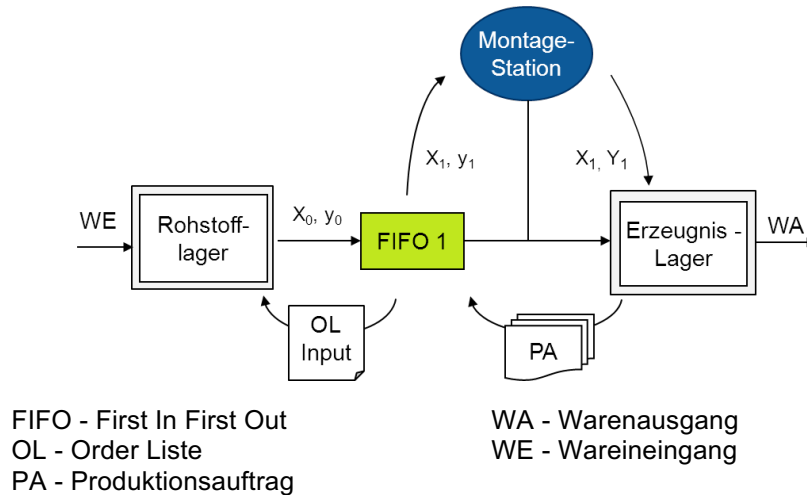 Montage-
Station
X₁, y₁
X₁, Y₁
WE
Rohstoff-
lager
X₀, y₀
FIFO 1
Erzeugnis -
Lager
WA
OL
Input
PA
FIFO - First In First Out
OL - Order Liste
PA - Produktionsauftrag
WA - Warenausgang
WE - Wareineingang